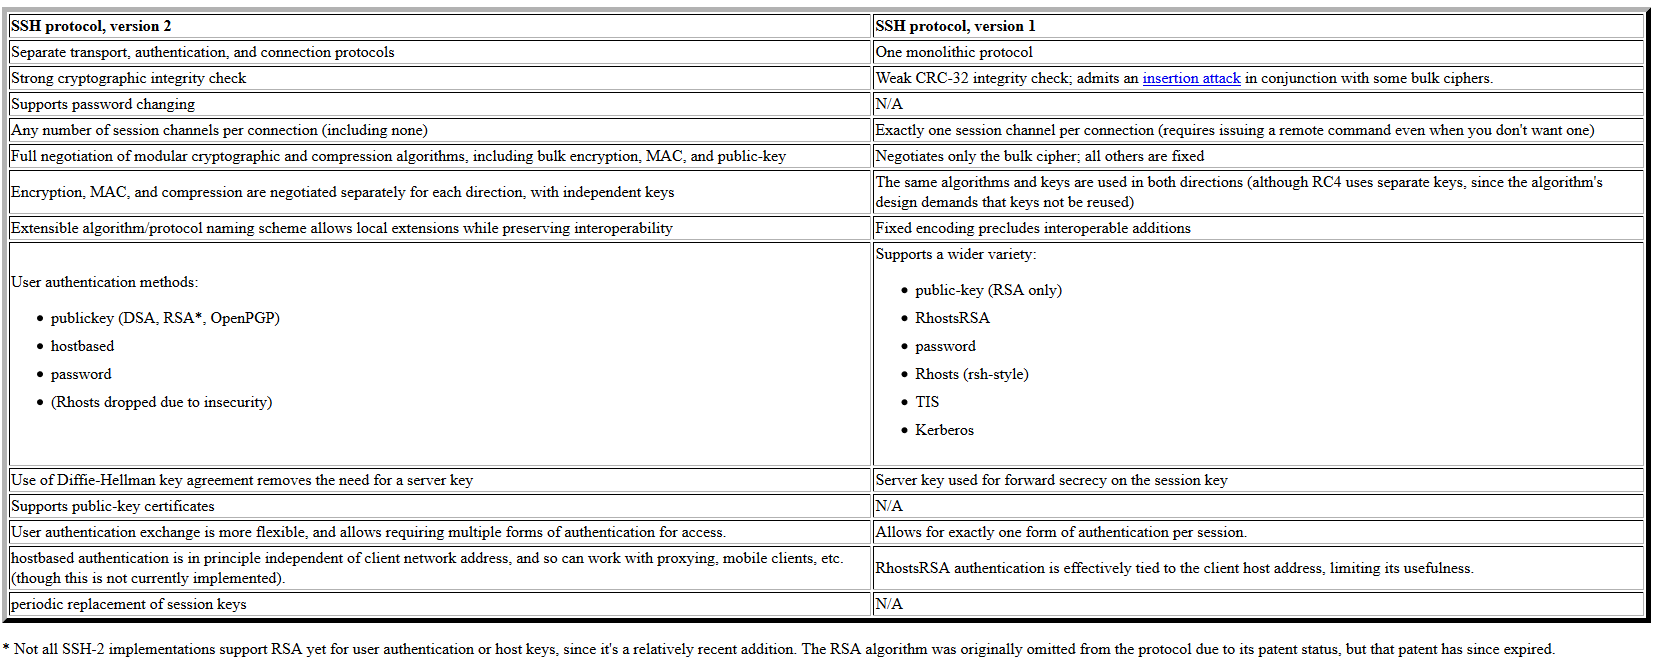 SSH protocol, version 2
SSH protocol, version 1
Separate transport, authentication, and connection protocols
One monolithic protocol
Strong cryptographic integrity check
Weak CRC-32 integrity check; admits an insertion attack in conjunction with some bulk ciphers.
Supports password changing
N/A
Any number of session channels per connection (including none)
Exactly one session channel per connection (requires issuing a remote command even when you don't want one)
Full negotiation of modular cryptographic and compression algorithms, including bulk encryption, MAC, and public-key
Negotiates only the bulk cipher; all others are fixed
Encryption, MAC, and compression are negotiated separately for each direction, with independent keys
The same algorithms and keys are used in both directions (although RC4 uses separate keys, since the algorithm's
design demands that keys not be reused)
Extensible algorithm/protocol naming scheme allows local extensions while preserving interoperability
Fixed encoding precludes interoperable additions
User authentication methods:
• publickey (DSA, RSA*, OpenPGP)
• hostbased
• password
• (Rhosts dropped due to insecurity)
Supports a wider variety:
• public-key (RSA only)
• RhostsRSA
• password
• Rhosts (rsh-style)
• TIS
• Kerberos
Use of Diffie-Hellman key agreement removes the need for a server key
Server key used for forward secrecy on the session key
Supports public-key certificates
N/A
User authentication exchange is more flexible, and allows requiring multiple forms of authentication for access.
Allows for exactly one form of authentication per session.
hostbased authentication is in principle independent of client network address, and so can work with proxying, mobile clients, etc.
(though this is not currently implemented).
RhostsRSA authentication is effectively tied to the client host address, limiting its usefulness.
periodic replacement of session keys
N/A
* Not all SSH-2 implementations support RSA yet for user authentication or host keys, since it's a relatively recent addition. The RSA algorithm was originally omitted from the protocol due to its patent status, but that patent has since expired.